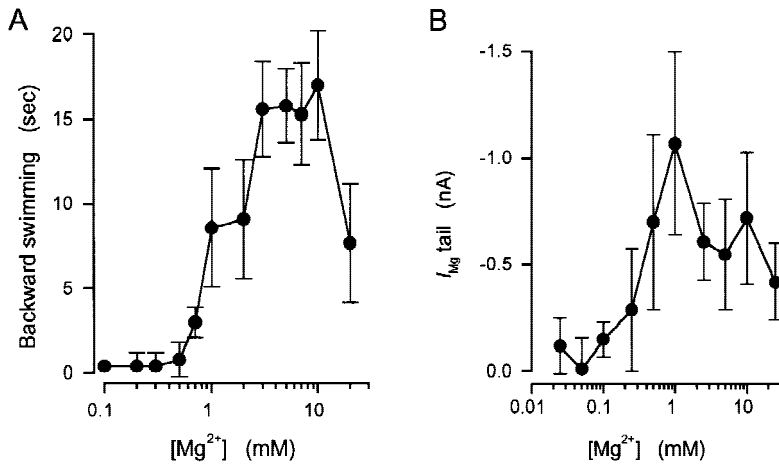 A
Backward swimming (sec)
20
15
10
5
0
0.1
1
10
[Mg²⁺] (mM)
B
I_Mg tail (nA)
-1.5
-1.0
-0.5
0.0
0.01
0.1
1
10
[Mg²⁺] (mM)